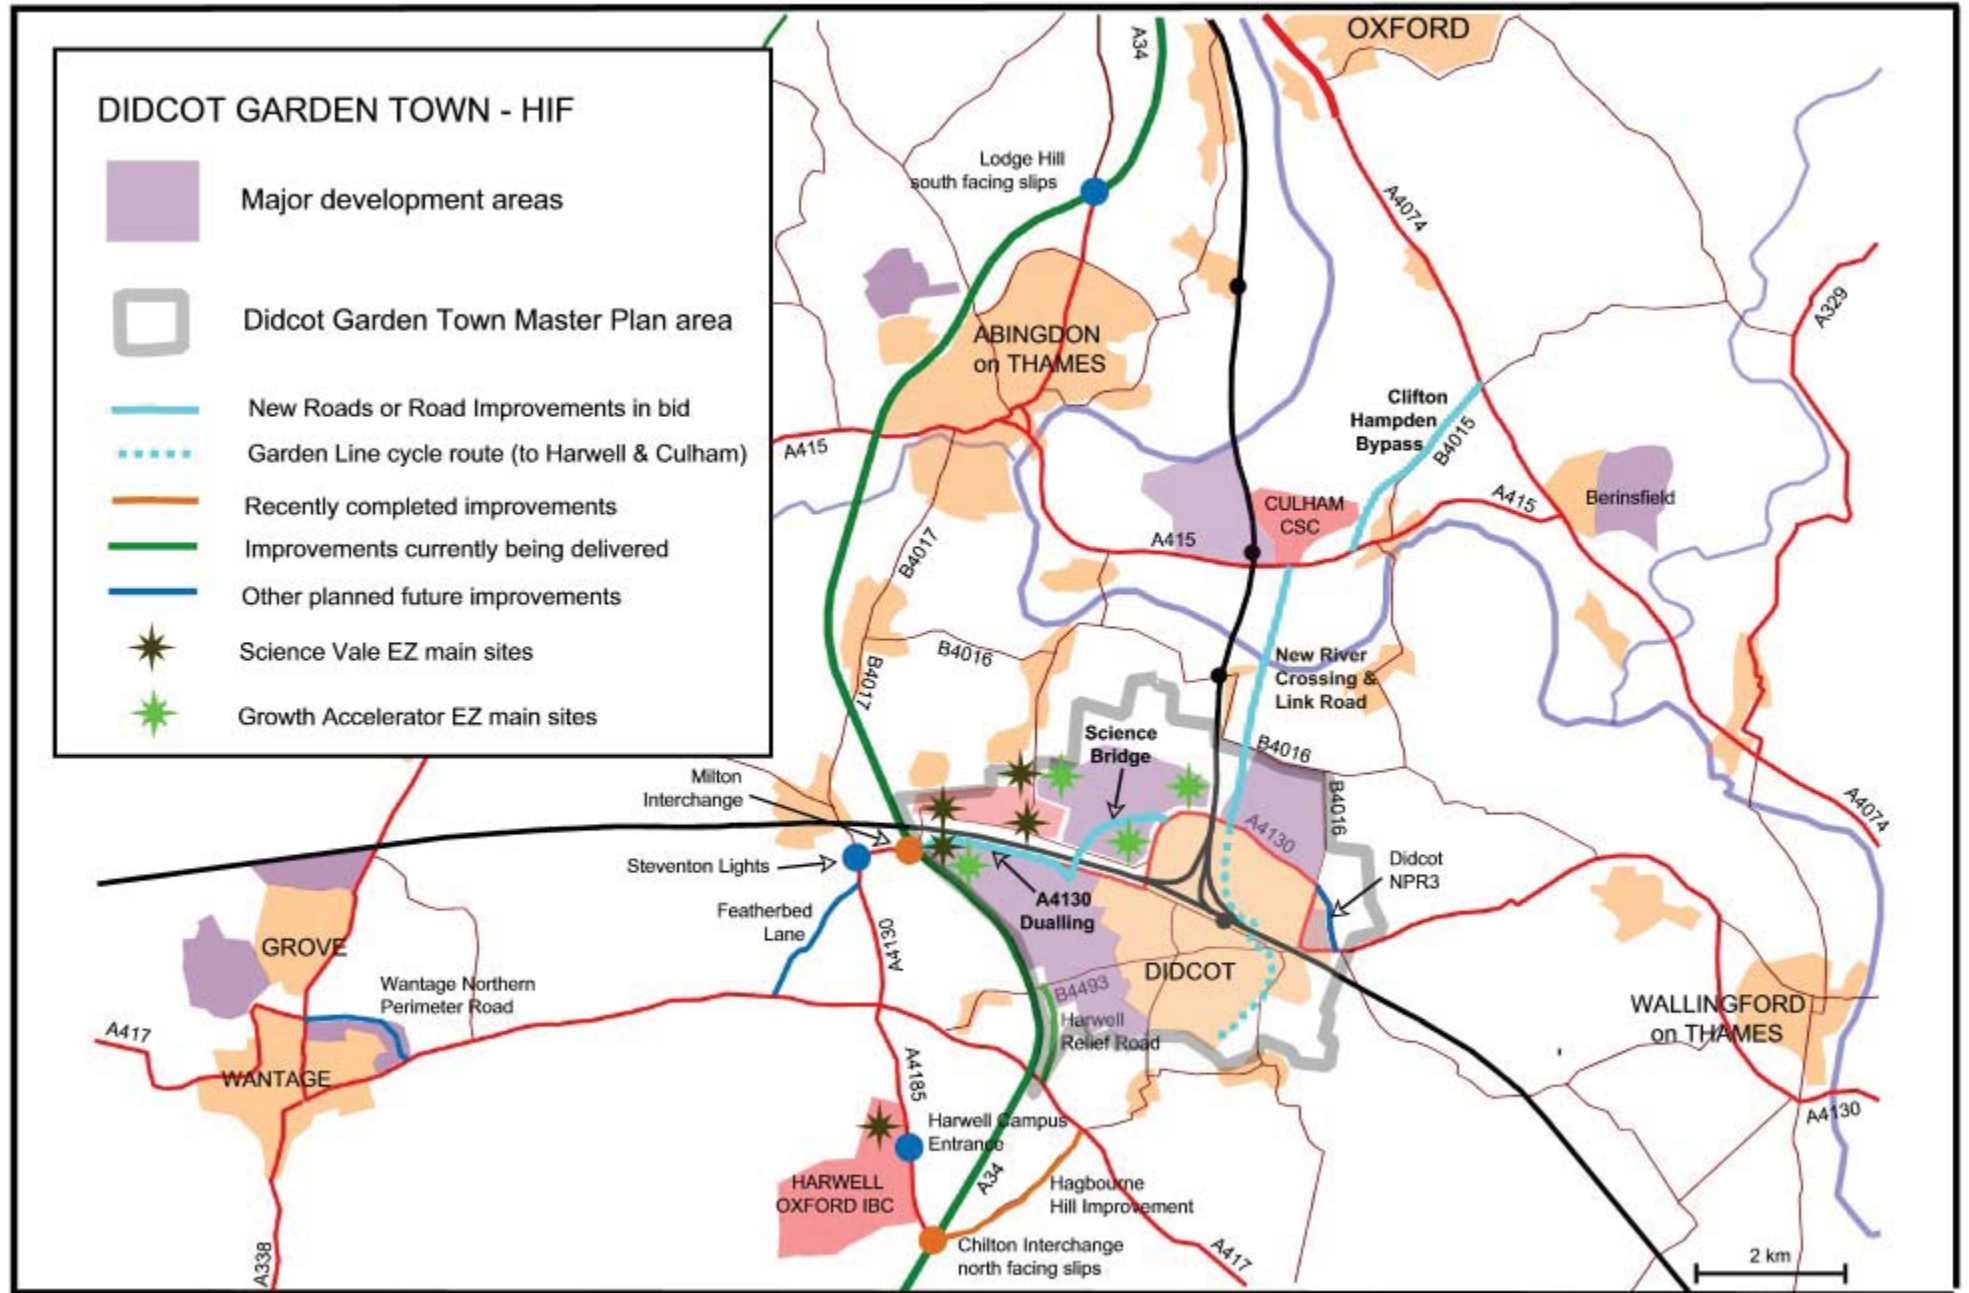 DIDCOT GARDEN TOWN - HIF
Major development areas
Didcot Garden Town Master Plan area
New Roads or Road Improvements in bid
Garden Line cycle route (to Harwell & Culham)
Recently completed improvements
Improvements currently being delivered
Other planned future improvements
Science Vale EZ main sites
Growth Accelerator EZ main sites
OXFORD
A34
Lodge Hill
south facing slips
A4074
A329
ABINGDON
on THAMES
Clifton
Hampden
Bypass
B4015
A415
A415
Berinsfield
CULHAM
CSC
A415
B4017
B4016
B4017
New River
Crossing &
Link Road
Science
Bridge
B4016
B4016
Milton
Interchange
A4074
A4130
Steventon Lights
Didcot
NPR3
A4130
Dualling
Featherbed
Lane
A4130
GROVE
DIDCOT
Wantage Northern
Perimeter Road
B4493
WALLINGFORD
on THAMES
A417
Harwell
Relief Road
WANTAGE
A4185
A4130
Harwell Campus
Entrance
A34
HARWELL
OXFORD IBC
Hagbourne
Hill Improvement
Chilton Interchange
north facing slips
A417
A338
2 km